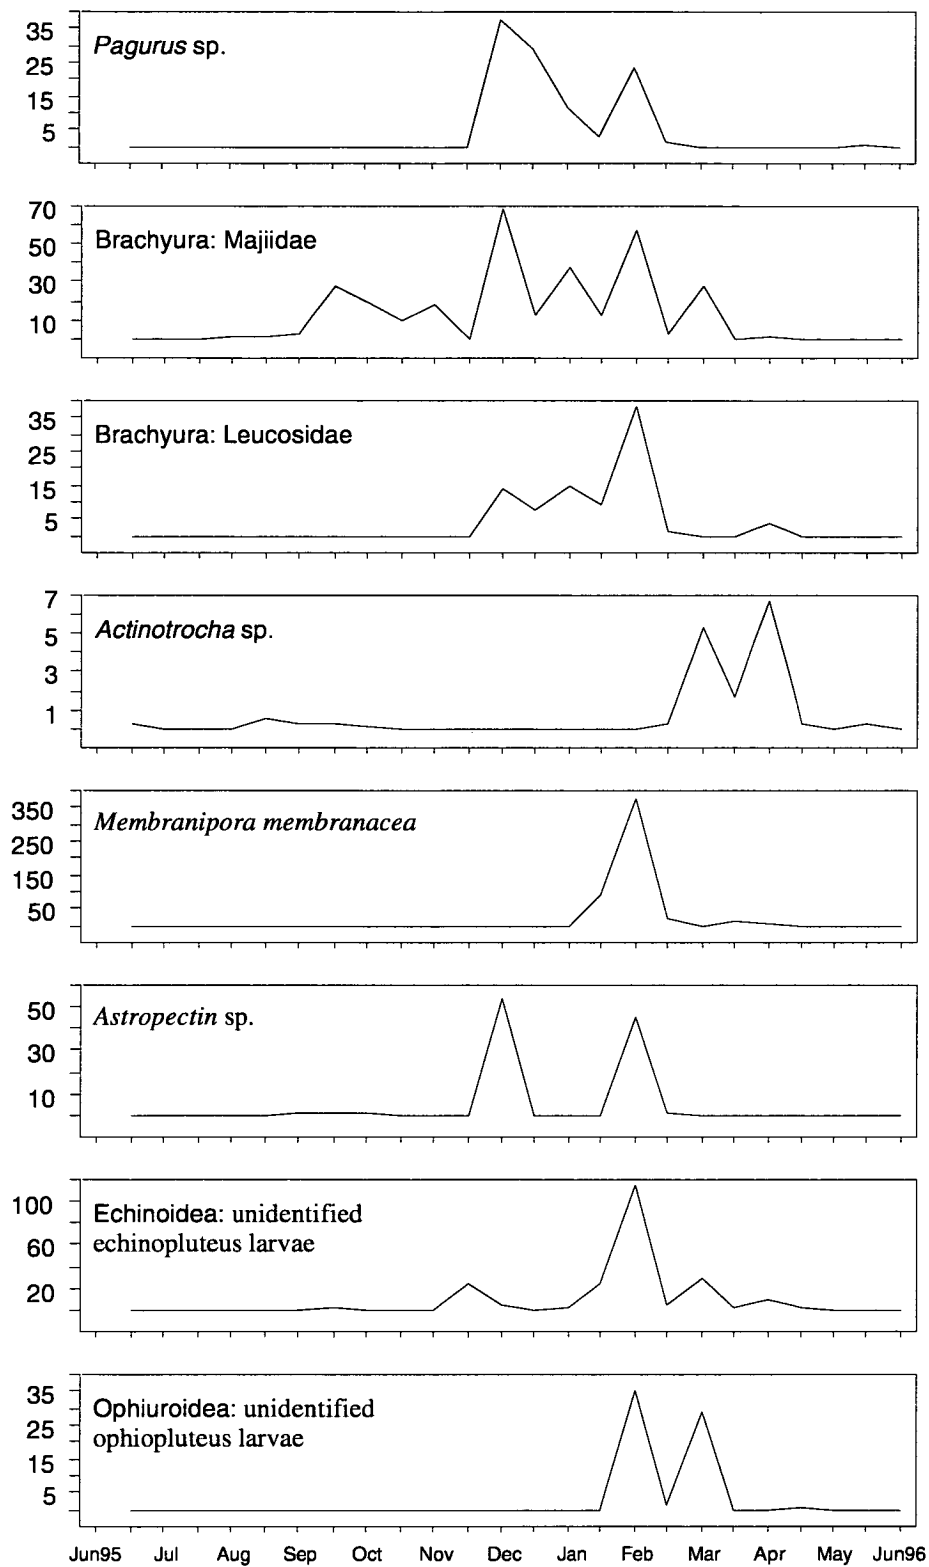 35
Pagurus sp.
25
15
5
70
50
Brachyura: Majiidae
30
10
35
Brachyura: Leucosidae
25
15
5
7
Actinotrocha sp.
5
3
1
350
Membranipora membranacea
250
150
50
50
Astropectin sp.
30
10
100
Echinoidea: unidentified
echinopluteus larvae
60
20
35
Ophiuroidea: unidentified
25
ophiopluteus larvae
15
5
Jun95 Jul Aug Sep Oct Nov Dec Jan Feb Mar Apr May Jun96